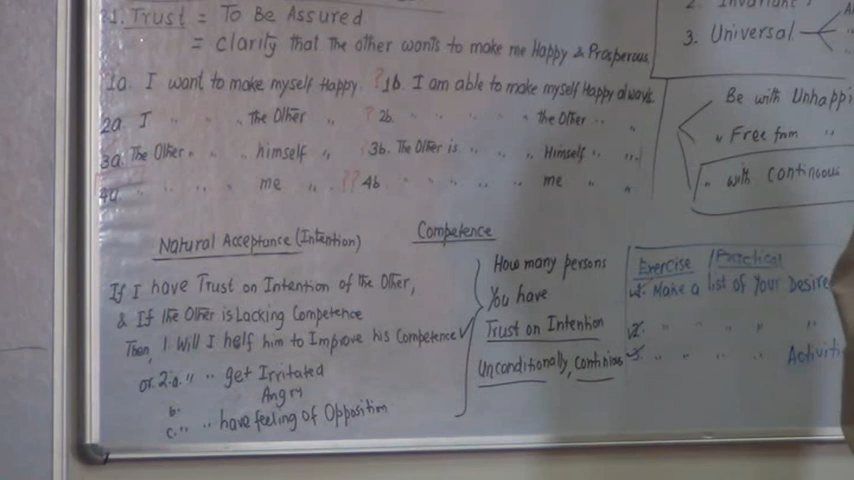 1. Trust = To Be Assured
= clarity that the other wants to make me Happy & Prosperous
1a. I want to make myself Happy. ? 1b. I am able to make myself Happy always.
2a. I " " " the Other " ? 2b. " " " " the Other " "
3a. The Other " " himself " 3b. The Other is " " " Himself " "
4a " " " " me " ?? 4b " " " " " me " "
Natural Acceptance (Intention)
Competence
If I have Trust on Intention of the Other,
& If the Other is Lacking Competence
Then, 1. Will I help him to Improve his Competence ✓
or 2.a. " " get Irritated
b. Angry
c. " " have feeling of Opposition
How many persons
You have
Trust on Intention
Unconditionally, Continuous
Exercise / Practical
1. Make a list of Your Desire
2. " " " "
3. " " " Activiti
2. Invariant
3. Universal
Be with Unhappi
" Free from "
" with Continuous